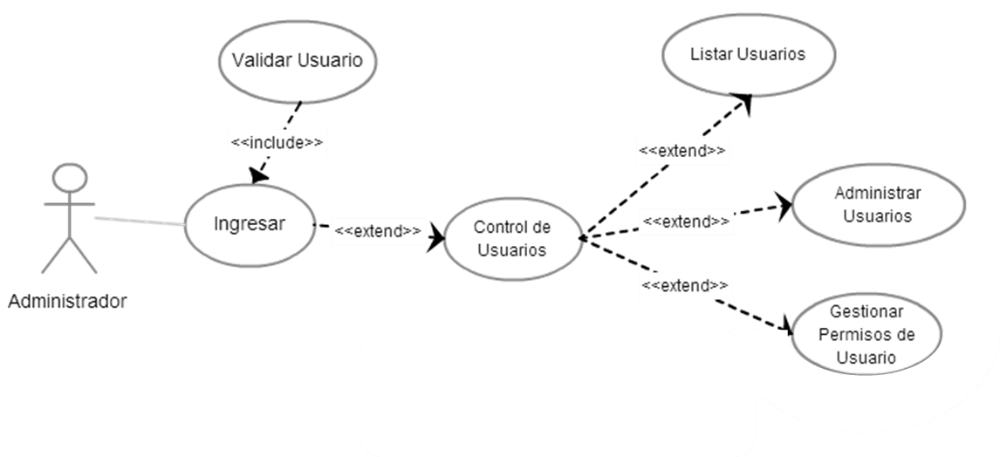 Validar Usuario
<<include>>
Ingresar
Administrador
<<extend>>
Control de
Usuarios
<<extend>>
Listar Usuarios
<<extend>>
Administrar
Usuarios
<<extend>>
Gestionar
Permisos de
Usuario